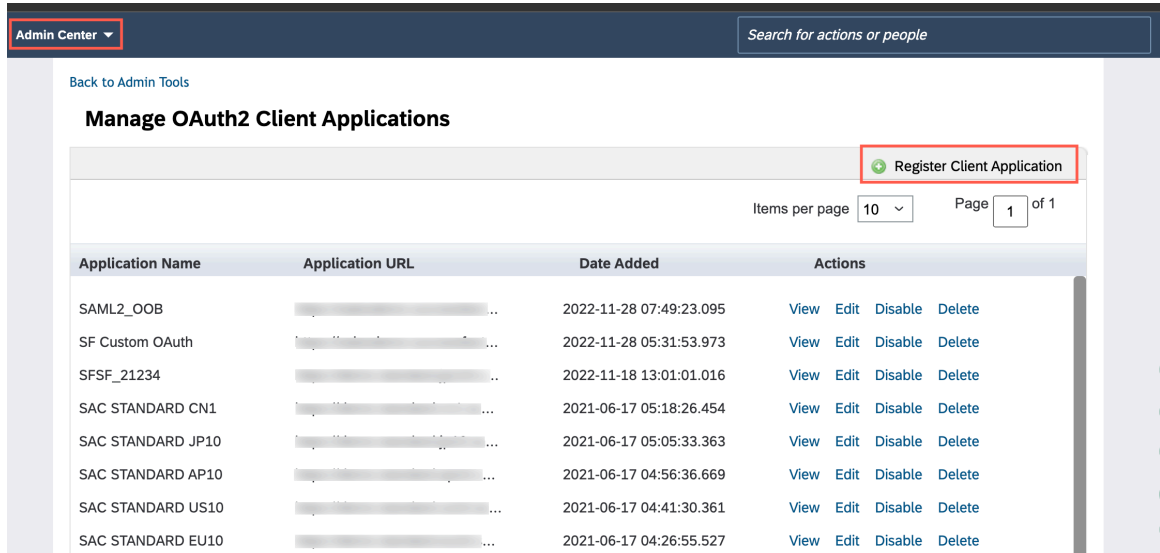 Admin Center
Search for actions or people
Back to Admin Tools
Manage OAuth2 Client Applications
Register Client Application
Items per page 10 Page 1 of 1
Application Name Application URL Date Added Actions
SAML2_OOB ... 2022-11-28 07:49:23.095 View Edit Disable Delete
SF Custom OAuth ... 2022-11-28 05:31:53.973 View Edit Disable Delete
SFSF_21234 .. 2022-11-18 13:01:01.016 View Edit Disable Delete
SAC STANDARD CN1 ... 2021-06-17 05:18:26.454 View Edit Disable Delete
SAC STANDARD JP10 ... 2021-06-17 05:05:33.363 View Edit Disable Delete
SAC STANDARD AP10 ... 2021-06-17 04:56:36.669 View Edit Disable Delete
SAC STANDARD US10 ... 2021-06-17 04:41:30.361 View Edit Disable Delete
SAC STANDARD EU10 ... 2021-06-17 04:26:55.527 View Edit Disable Delete